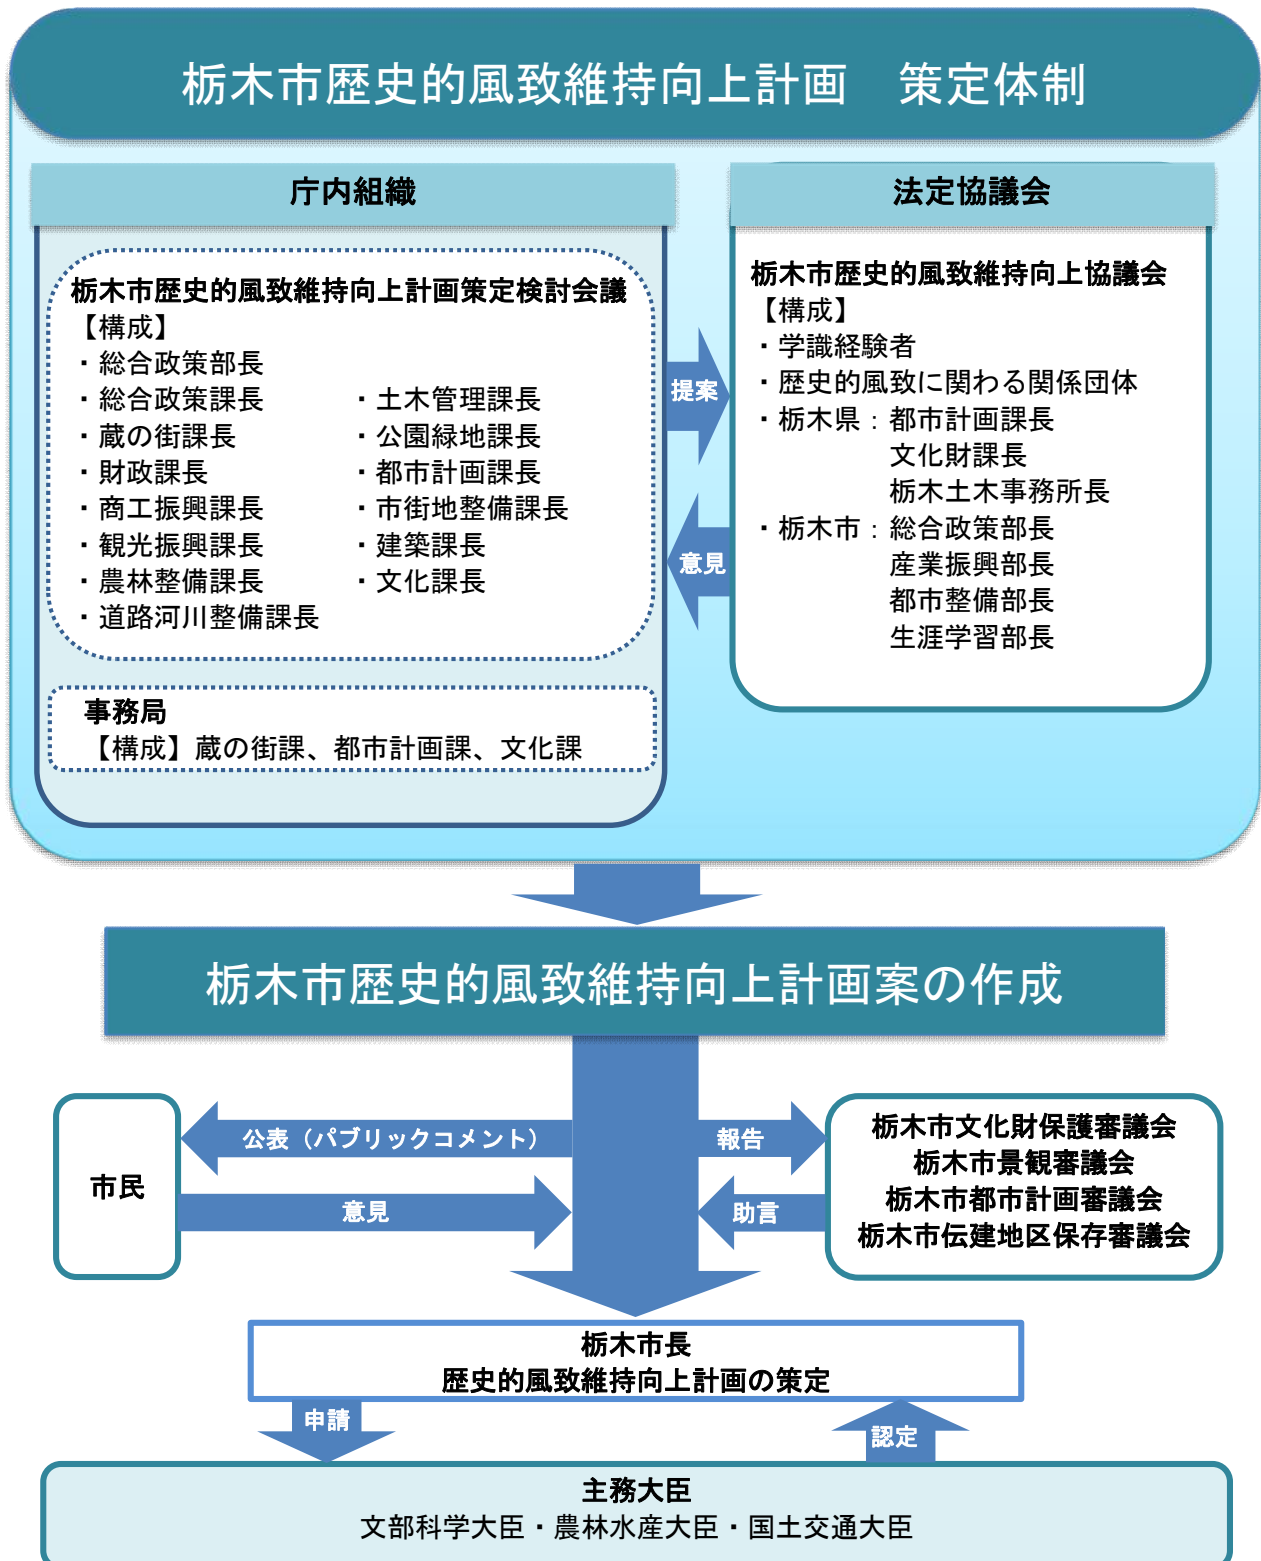 栃木市歴史的風致維持向上計画　策定体制
庁内組織
栃木市歴史的風致維持向上計画策定検討会議
【構成】
・総合政策部長
・総合政策課長
・蔵の街課長
・財政課長
・商工振興課長
・観光振興課長
・農林整備課長
・道路河川整備課長
・土木管理課長
・公園緑地課長
・都市計画課長
・市街地整備課長
・建築課長
・文化課長
事務局
【構成】蔵の街課、都市計画課、文化課
提案
意見
法定協議会
栃木市歴史的風致維持向上協議会
【構成】
・学識経験者
・歴史的風致に関わる関係団体
・栃木県：都市計画課長
文化財課長
栃木土木事務所長
・栃木市：総合政策部長
産業振興部長
都市整備部長
生涯学習部長
栃木市歴史的風致維持向上計画案の作成
市民
公表（パブリックコメント）
意見
報告
助言
栃木市文化財保護審議会
栃木市景観審議会
栃木市都市計画審議会
栃木市伝建地区保存審議会
栃木市長
歴史的風致維持向上計画の策定
申請
認定
主務大臣
文部科学大臣・農林水産大臣・国土交通大臣